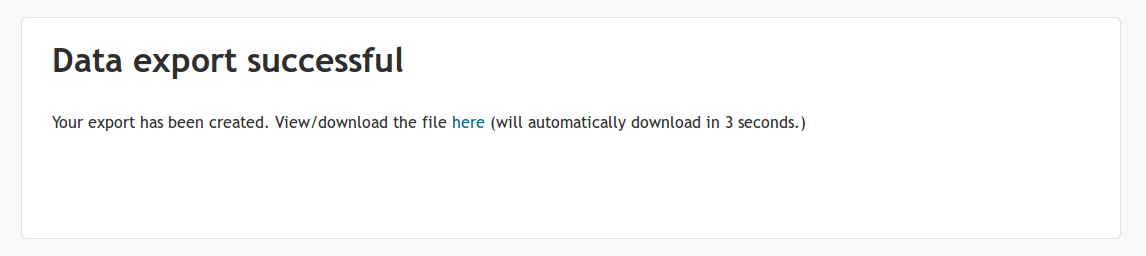 Data export successful
Your export has been created. View/download the file here (will automatically download in 3 seconds.)